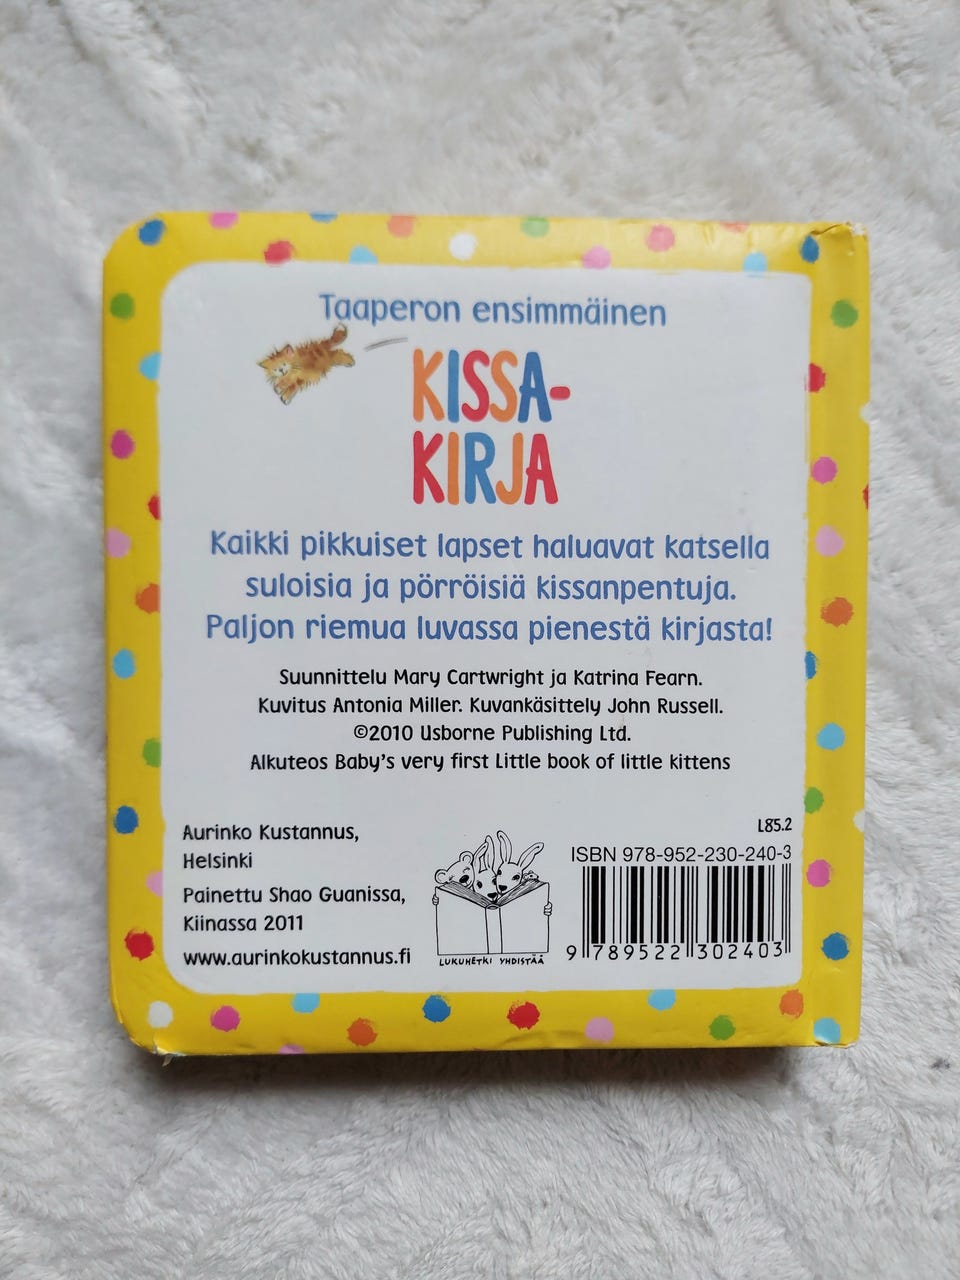 Taaperon ensimmäinen
KISSA-
KIRJA
Kaikki pikkuiset lapset haluavat katsella
suloisia ja pörröisiä kissanpentuja.
Paljon riemua luvassa pienestä kirjasta!
Suunnittelu Mary Cartwright ja Katrina Fearn.
Kuvitus Antonia Miller. Kuvankäsittely John Russell.
©2010 Usborne Publishing Ltd.
Alkuteos Baby's very first Little book of little kittens
Aurinko Kustannus,
Helsinki
Painettu Shao Guanissa,
Kiinassa 2011
www.aurinkokustannus.fi
LUKUHETKI YHDISTÄÄ
L85.2
ISBN 978-952-230-240-3
9 789522 302403